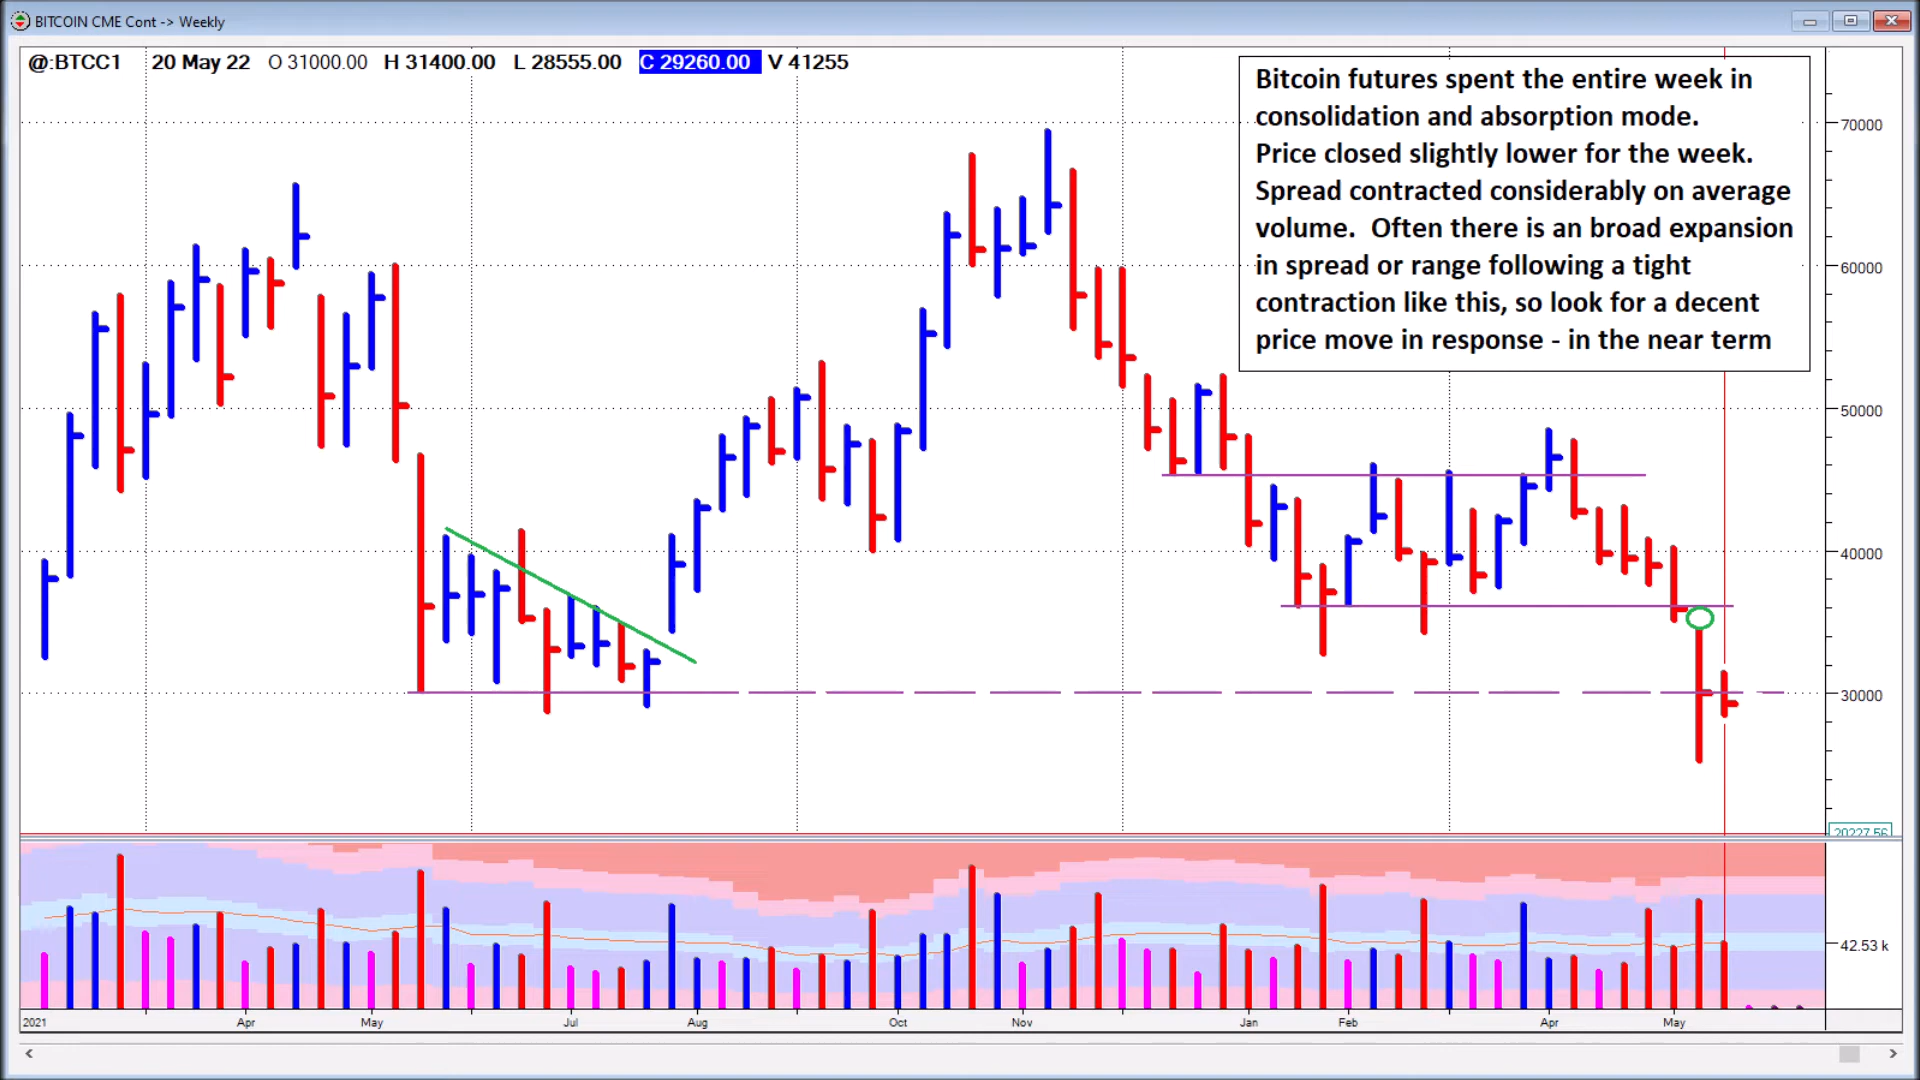 BITCOIN CME Cont -> Weekly
@:BTCC1 20 May 22 O 31000.00 H 31400.00 L 28555.00 C 29260.00 V 41255
Bitcoin futures spent the entire week in
consolidation and absorption mode.
Price closed slightly lower for the week.
Spread contracted considerably on average
volume. Often there is an broad expansion
in spread or range following a tight
contraction like this, so look for a decent
price move in response - in the near term
70000
60000
50000
40000
30000
20227.56
42.53 k
2021 Apr May Jul Aug Oct Nov Jan Feb Apr May